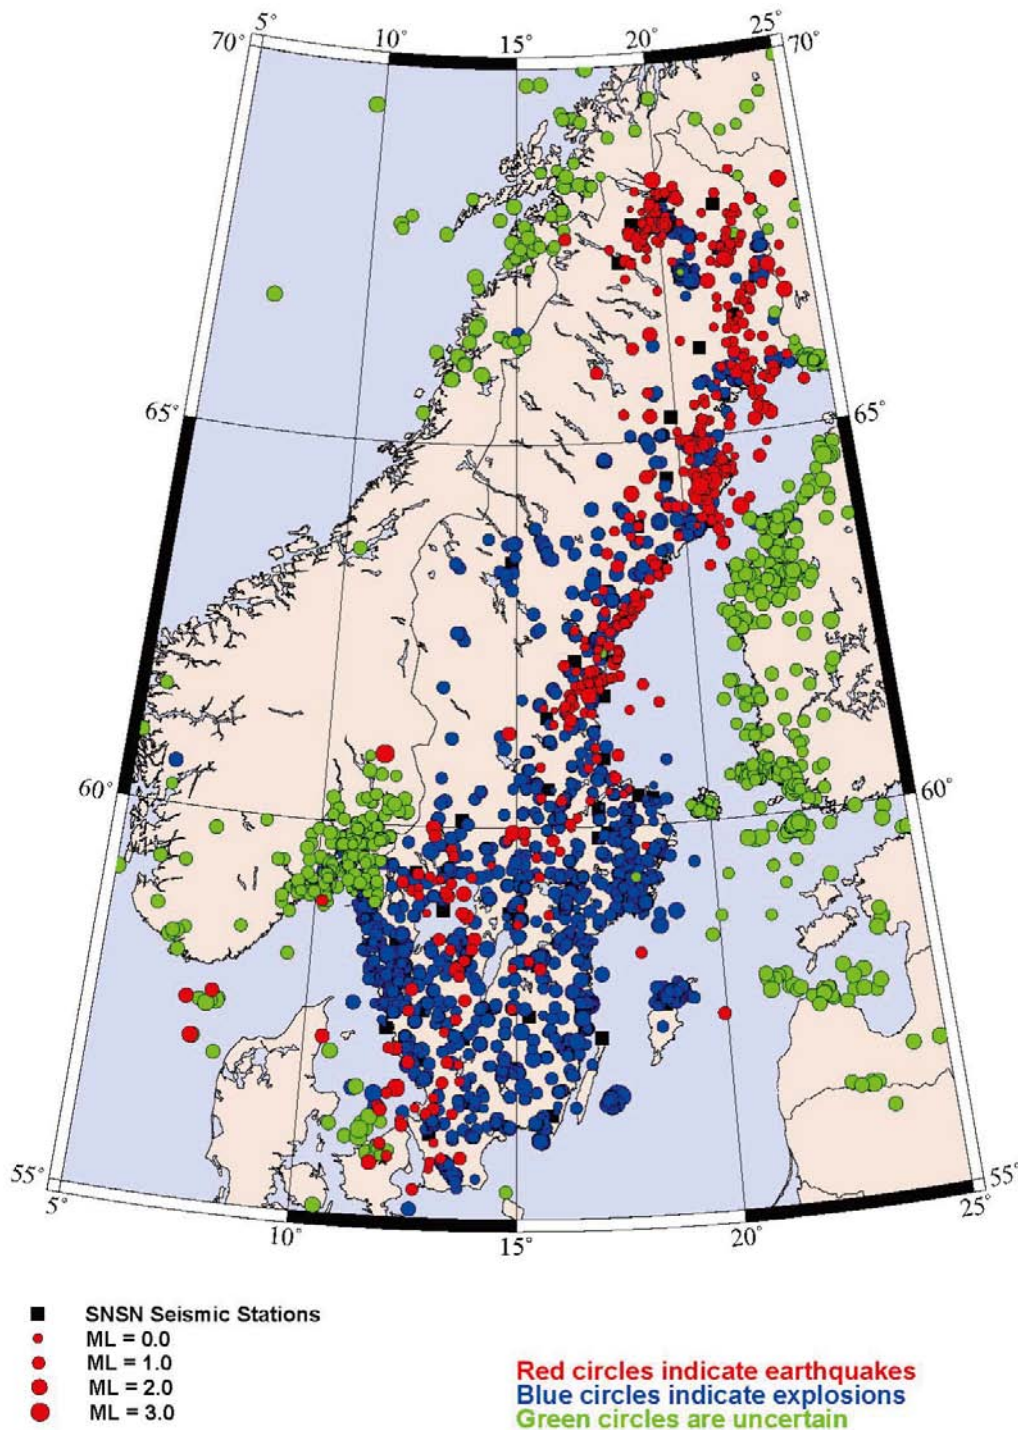 5° 10° 15° 20° 25°
70° 70°
65° 65°
60° 60°
55° 55°
5° 10° 15° 20° 25°
SNSN Seismic Stations
ML = 0.0
ML = 1.0
ML = 2.0
ML = 3.0
Red circles indicate earthquakes
Blue circles indicate explosions
Green circles are uncertain